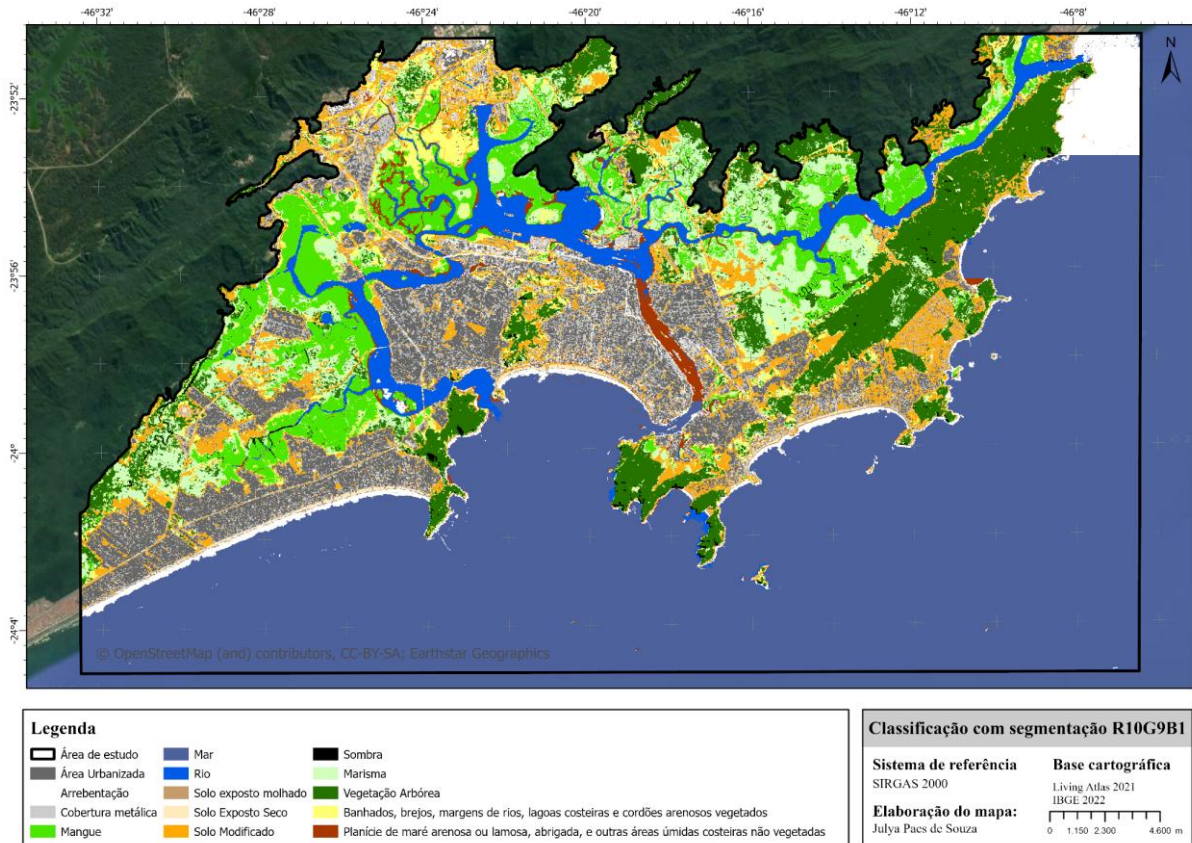 -46°32' -46°28' -46°24' -46°20' -46°16' -46°12' -46°8'
N
-23°52'
-23°56'
-24°
-24°4'
© OpenStreetMap (and) contributors, CC-BY-SA; Earthstar Geographics
Legenda
Área de estudo
Área Urbanizada
Arrebentação
Cobertura metálica
Mangue
Mar
Rio
Solo exposto molhado
Solo Exposto Seco
Solo Modificado
Sombra
Marisma
Vegetação Arbórea
Banhados, brejos, margens de rios, lagoas costeiras e cordões arenosos vegetados
Planície de maré arenosa ou lamosa, abrigada, e outras áreas úmidas costeiras não vegetadas
Classificação com segmentação R10G9B1
Sistema de referência
SIRGAS 2000
Elaboração do mapa:
Julya Paes de Souza
Base cartográfica
Living Atlas 2021
IBGE 2022
0 1.150 2.300 4.600 m